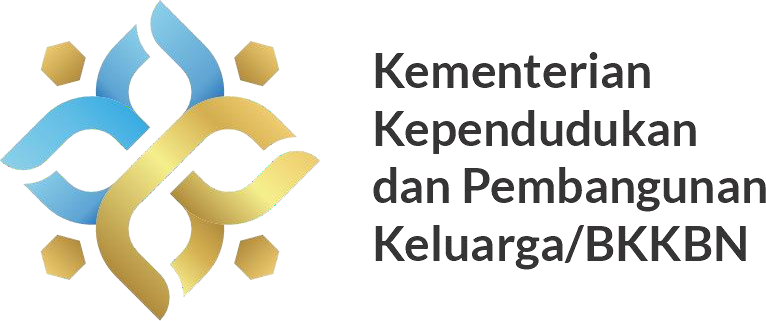 Kementerian
Kependudukan
dan Pembangunan
Keluarga/BKKBN